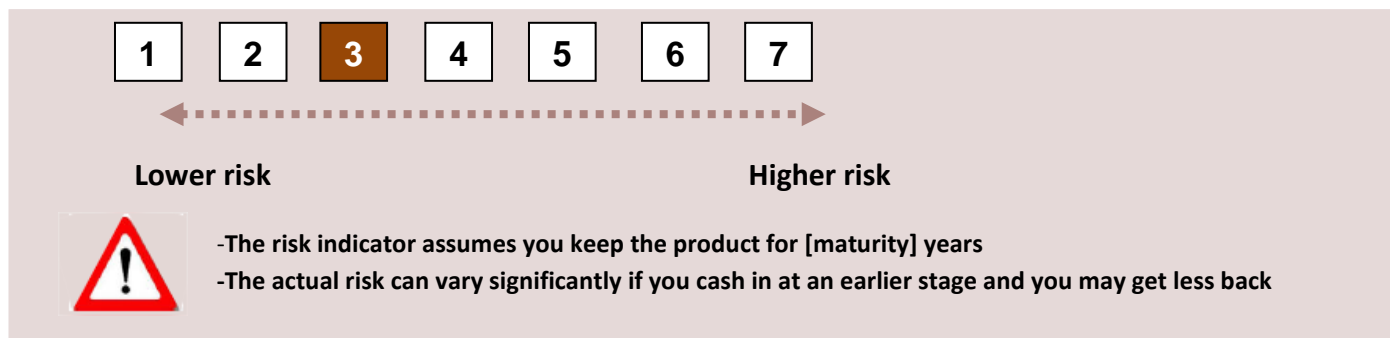 1 2 3 4 5 6 7
Lower risk Higher risk
-The risk indicator assumes you keep the product for [maturity] years
-The actual risk can vary significantly if you cash in at an earlier stage and you may get less back